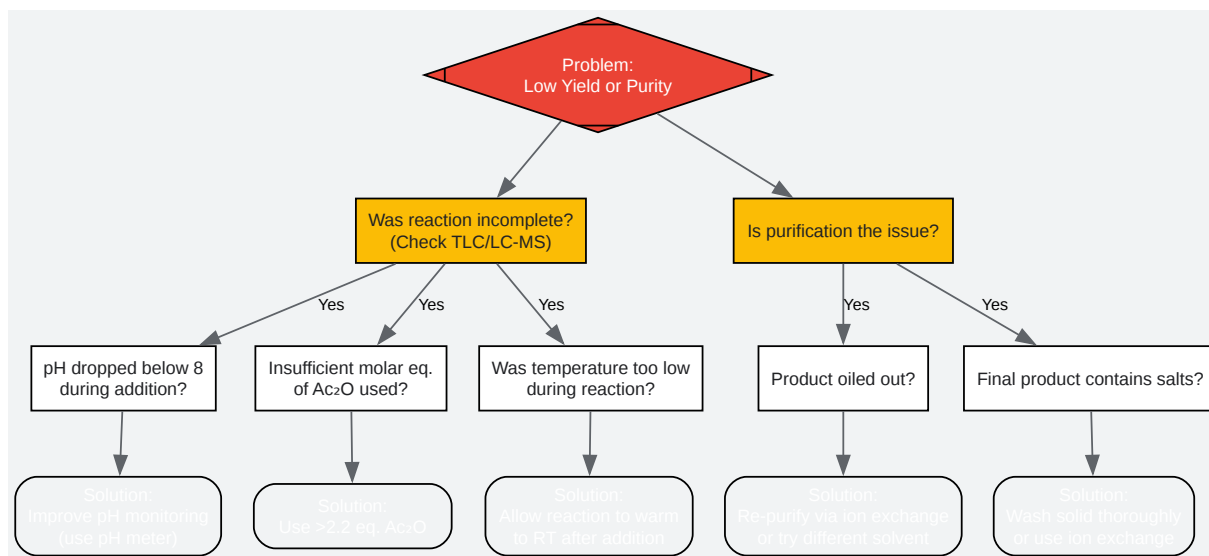 Problem:
Low Yield or Purity
Was reaction incomplete?
(Check TLC/LC-MS)
Is purification the issue?
Yes
Yes
Yes
Yes
Yes
pH dropped below 8
during addition?
Insufficient molar eq.
of Ac₂O used?
Was temperature too low
during reaction?
Product oiled out?
Final product contains salts?
Solution:
Improve pH monitoring
(use pH meter)
Solution:
Use >2.2 eq. Ac₂O
Solution:
Allow reaction to warm
to RT after addition
Solution:
Re-purify via ion exchange
or try different solvent
Solution:
Wash solid thoroughly
or use ion exchange